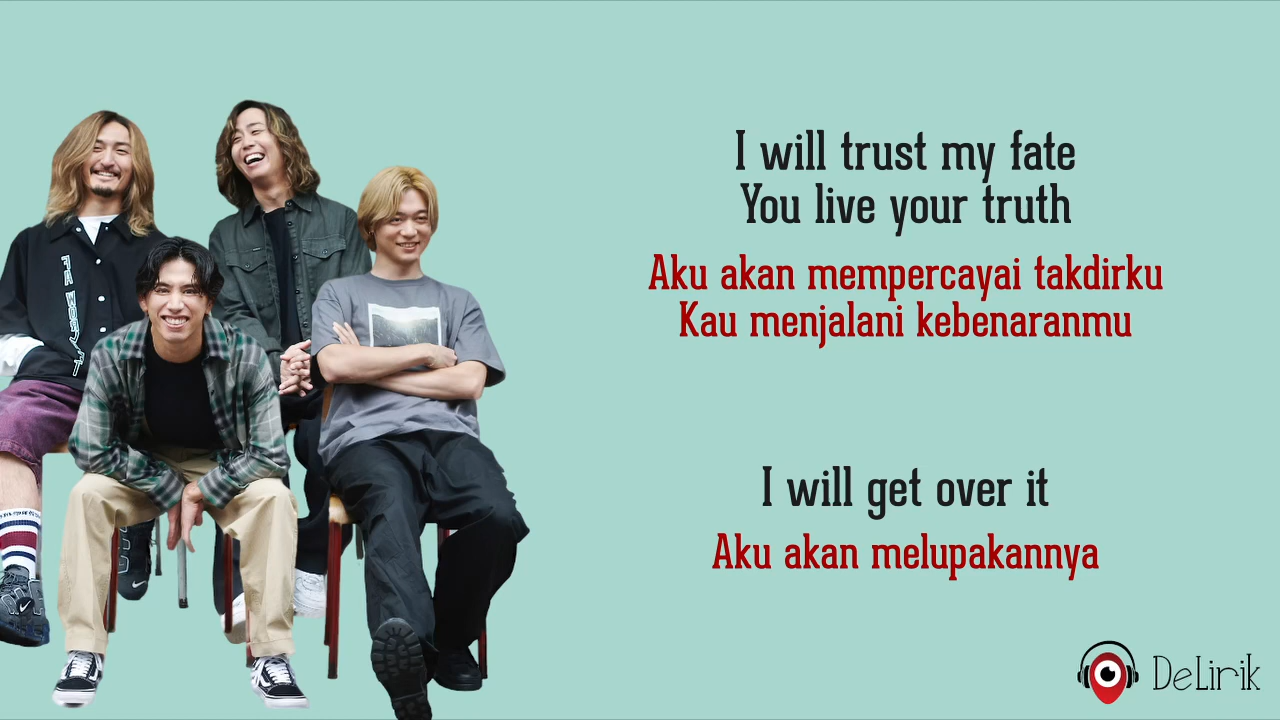 I will trust my fate
You live your truth
Aku akan mempercayai takdirku
Kau menjalani kebenaranmu
I will get over it
Aku akan melupakannya
DeLirik